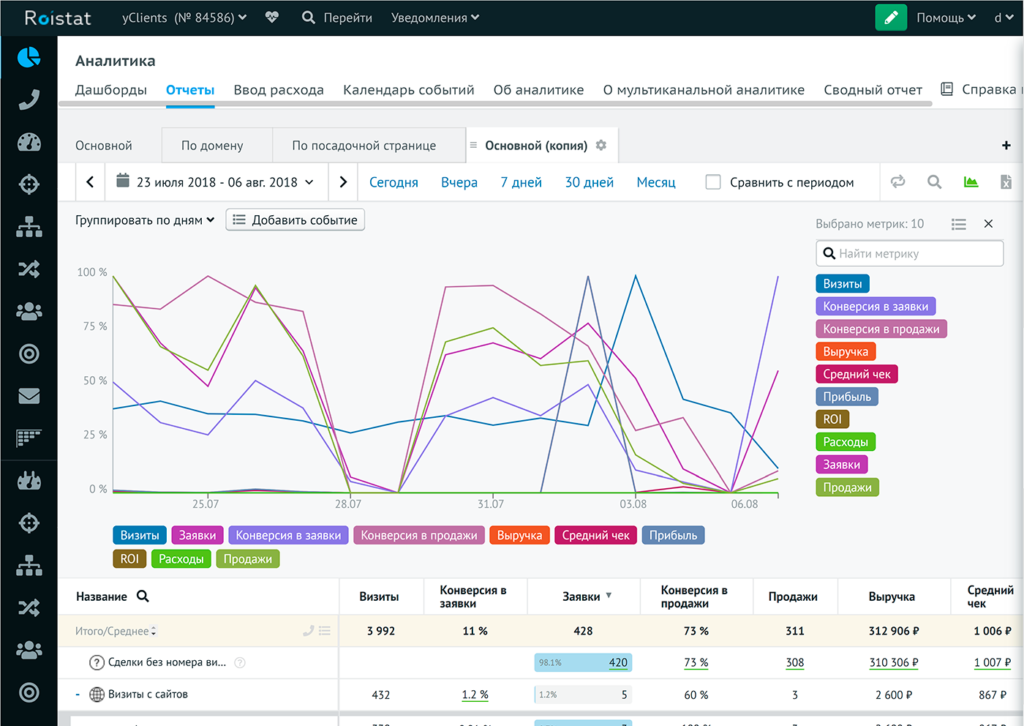 Roistat yClients (№ 84586) Перейти Уведомления Помощь d
Аналитика
Дашборды Отчеты Ввод расхода Календарь событий Об аналитике О мультиканальной аналитике Сводный отчет Справка
Основной По домену По посадочной странице Основной (копия) +
23 июля 2018 - 06 авг. 2018 Сегодня Вчера 7 дней 30 дней Месяц Сравнить с периодом
Группировать по дням Добавить событие Выбрано метрик: 10
Найти метрику
100 %
75 %
50 %
25 %
0 %
25.07 28.07 31.07 03.08 06.08
Визиты
Конверсия в заявки
Конверсия в продажи
Выручка
Средний чек
Прибыль
ROI
Расходы
Заявки
Продажи
Визиты Заявки Конверсия в заявки Конверсия в продажи Выручка Средний чек Прибыль
ROI Расходы Продажи
Название Визиты Конверсия в заявки Заявки Конверсия в продажи Продажи Выручка Средний чек
Итого/Среднее 3 992 11 % 428 73 % 311 312 906 ₽ 1 006 ₽
Сделки без номера ви... 98.1% 420 73 % 308 310 306 ₽ 1 007 ₽
- Визиты с сайтов 432 1.2 % 1.2% 5 60 % 3 2 600 ₽ 867 ₽